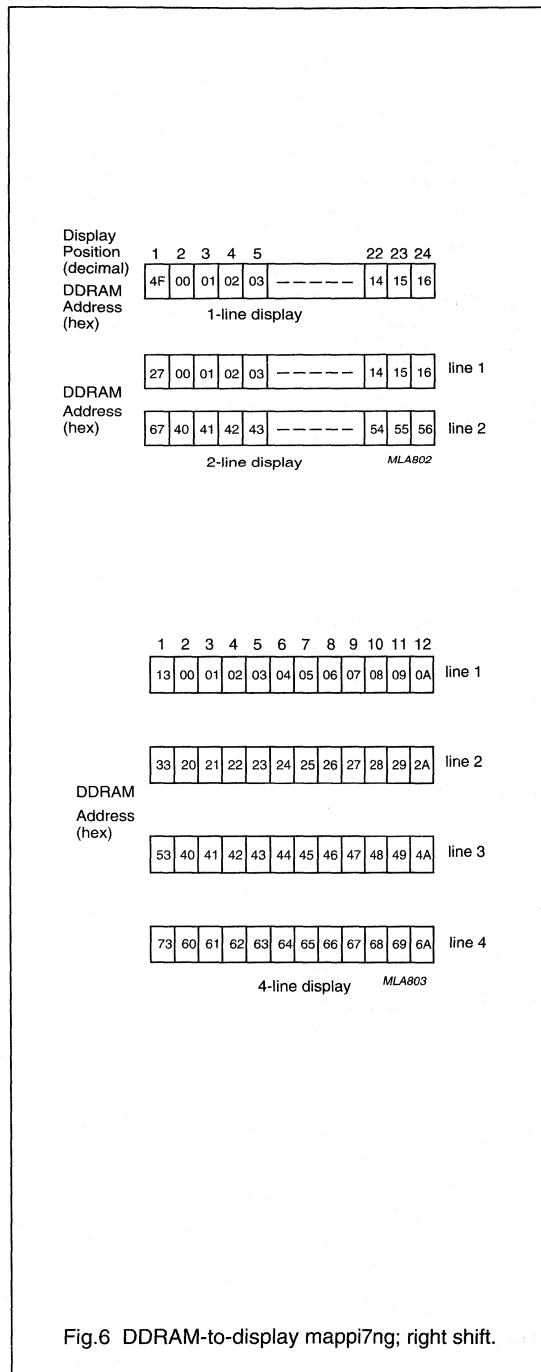 Display
Position
(decimal)
1 2 3 4 5 22 23 24
DDRAM
Address
(hex)
4F 00 01 02 03 ----- 14 15 16
1-line display
DDRAM
Address
(hex)
27 00 01 02 03 ----- 14 15 16 line 1
67 40 41 42 43 ----- 54 55 56 line 2
2-line display MLA802
1 2 3 4 5 6 7 8 9 10 11 12
13 00 01 02 03 04 05 06 07 08 09 0A line 1
33 20 21 22 23 24 25 26 27 28 29 2A line 2
DDRAM
Address
(hex)
53 40 41 42 43 44 45 46 47 48 49 4A line 3
73 60 61 62 63 64 65 66 67 68 69 6A line 4
4-line display MLA803
Fig.6 DDRAM-to-display mappi7ng; right shift.